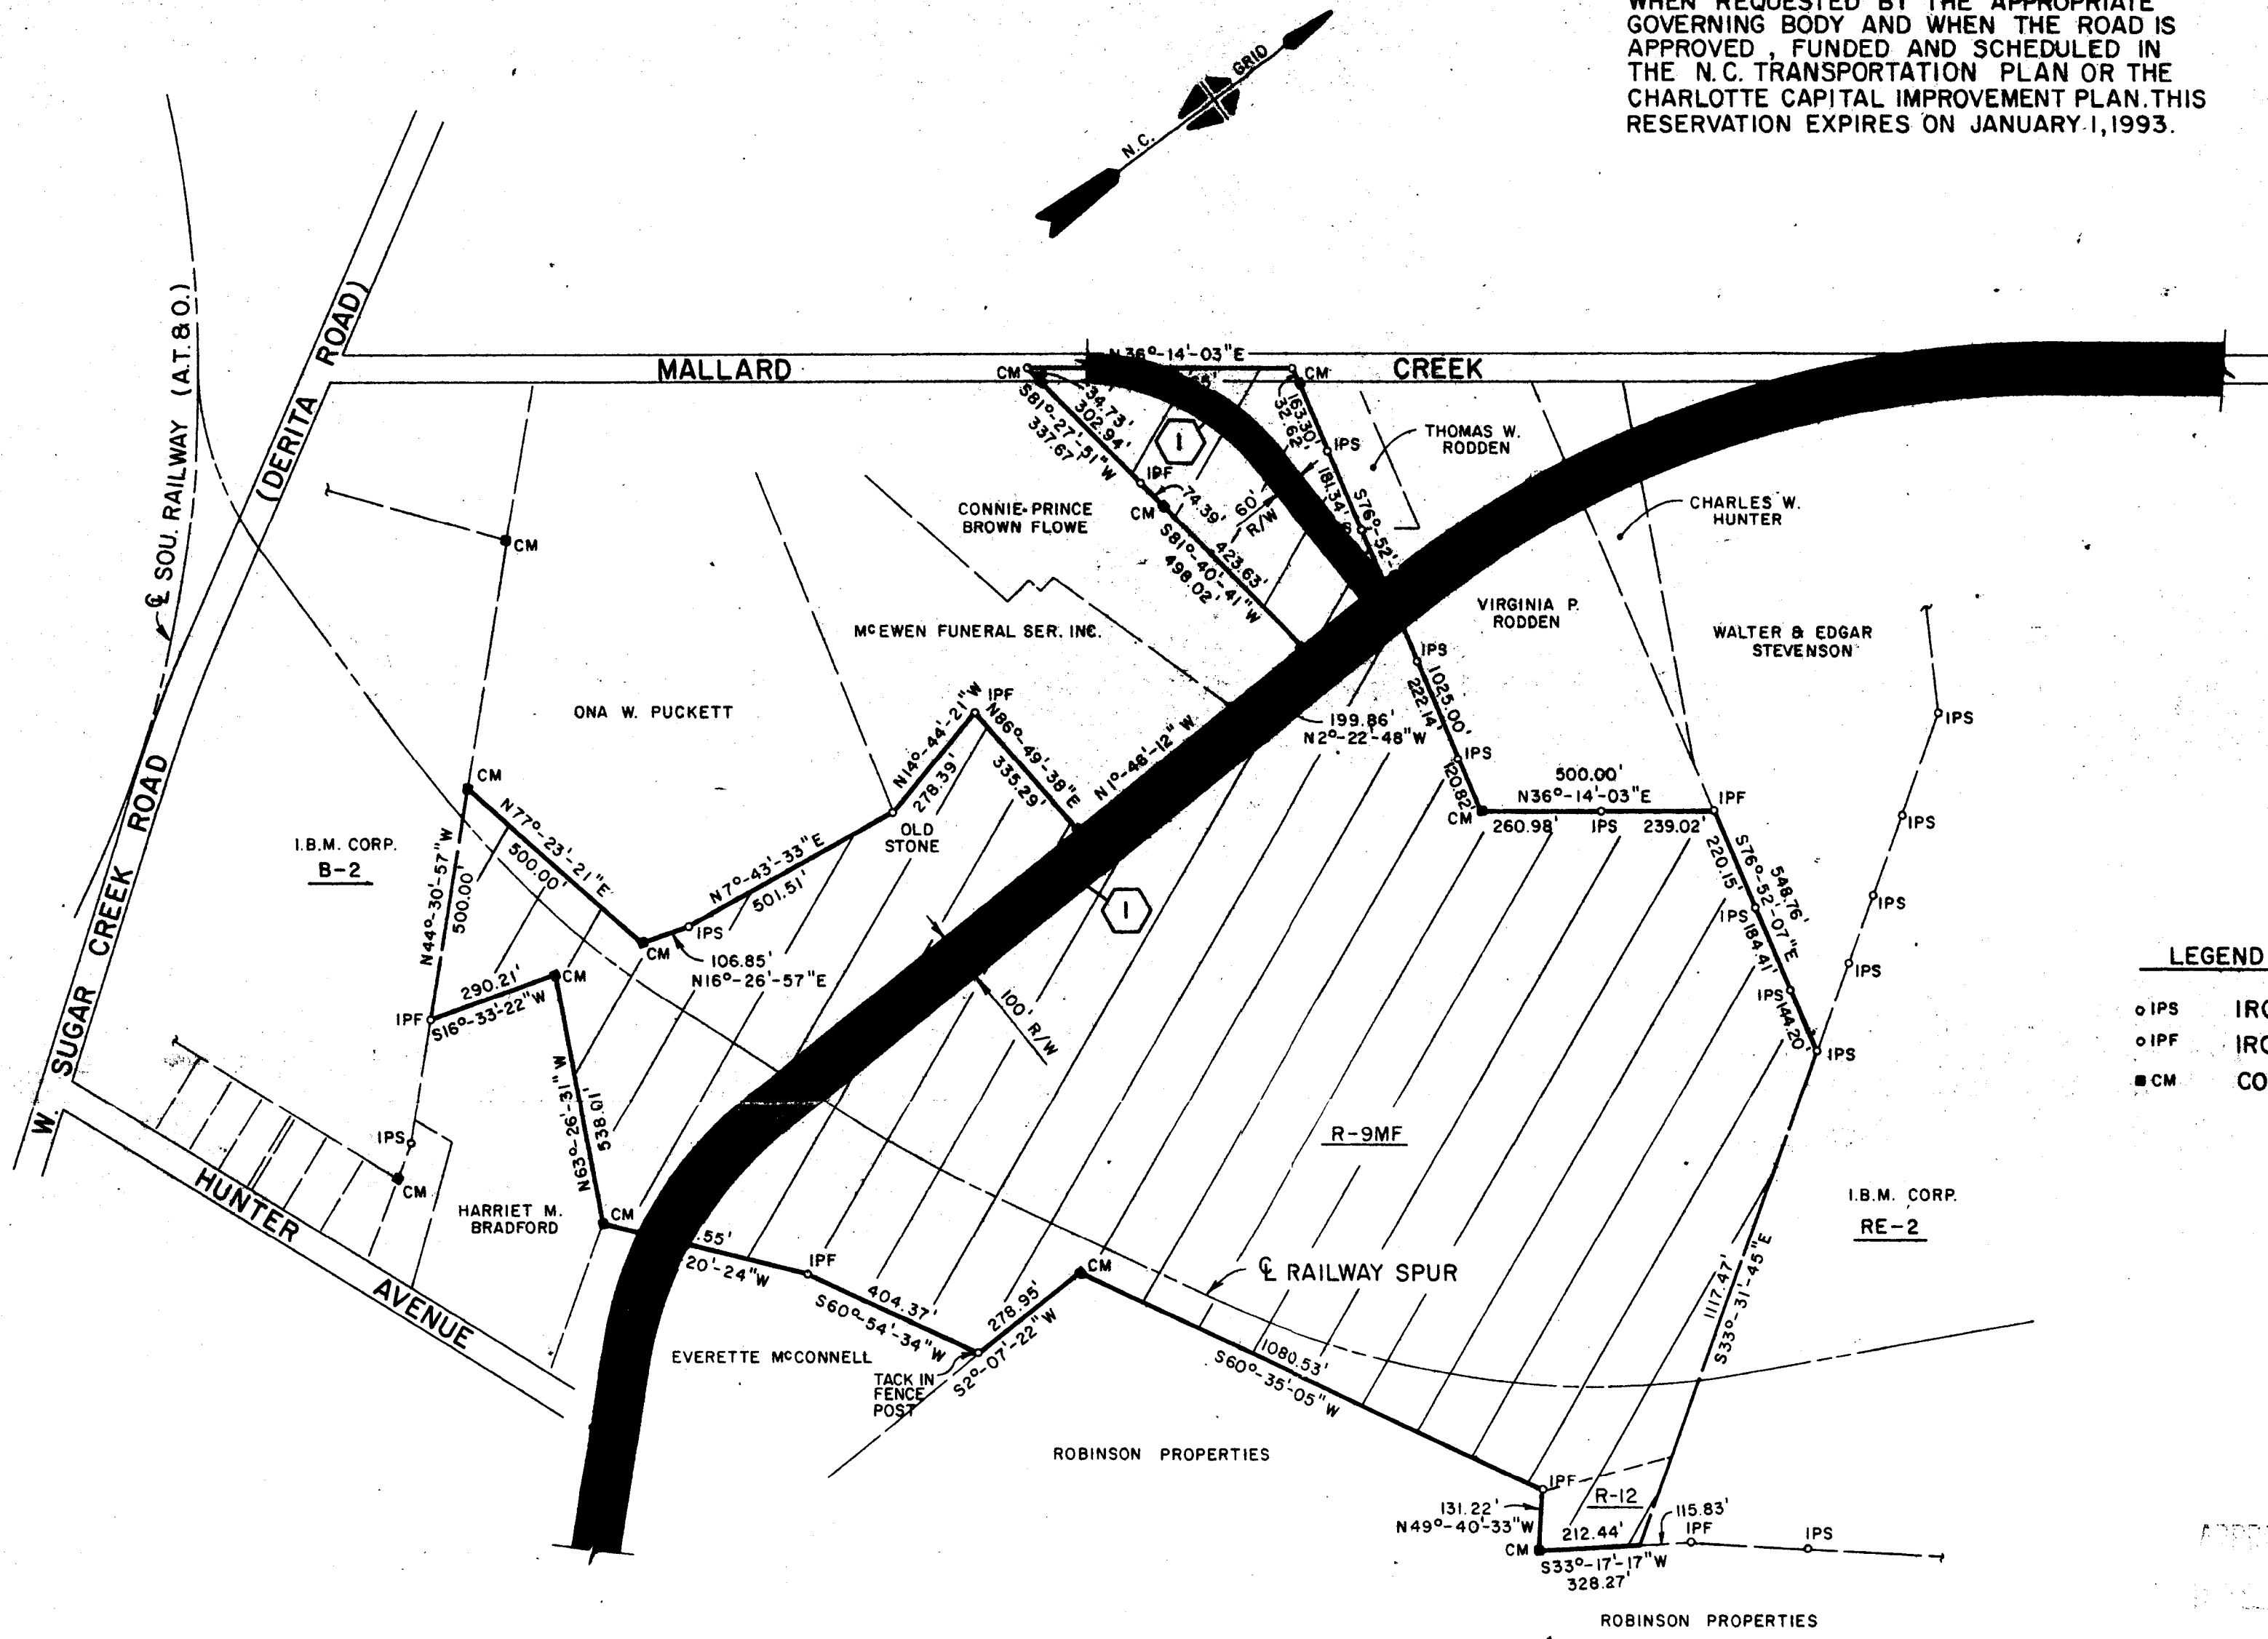 WHEN REQUESTED BY THE APPROPRIATE
GOVERNING BODY AND WHEN THE ROAD IS
APPROVED, FUNDED AND SCHEDULED IN
THE N.C. TRANSPORTATION PLAN OR THE
CHARLOTTE CAPITAL IMPROVEMENT PLAN. THIS
RESERVATION EXPIRES ON JANUARY 1, 1993.
N.C. GRID
℄ SOU. RAILWAY (A.T.& O.)
W. SUGAR CREEK ROAD (DERITA ROAD)
MALLARD CREEK
N36°-14'-03"E
CM
CM
34.73'
302.94'
S81°-27'-51"W
337.67'
1
163.30'
32.62'
IPS
THOMAS W.
RODDEN
IPF
74.39'
CM
60'
R/W
181.34'
S76°-52'-
CONNIE PRINCE
BROWN FLOWE
423.63'
S81°-40'-41"W
498.02'
CHARLES W.
HUNTER
CM
McEWEN FUNERAL SER. INC.
VIRGINIA P.
RODDEN
WALTER & EDGAR
STEVENSON
IPS
1025.00'
222.14'
199.86'
N2°-22'-48"W
IPS
120.82'
CM
500.00'
N36°-14'-03"E
260.98'
IPS
239.02'
IPF
IPS
ONA W. PUCKETT
IPF
N14°-44'-21"W
278.39'
N86°-49'-38"E
335.29'
N1°-48'-12"W
CM
N77°-23'-21"E
500.00'
OLD
STONE
N7°-43'-33"E
501.51'
I.B.M. CORP.
B-2
N44°-30'-57"W
500.00'
IPS
CM
106.85'
N16°-26'-57"E
1
IPS
IPS
S76°-52'-07"E
548.76'
220.15'
IPS
184.41'
IPS
144.20'
IPS
IPS
LEGEND
IPS
IPF
CM
290.21'
S16°-33'-22"W
IPF
CM
100' R/W
N63°-26'-31"W
538.01'
IPS
CM
HUNTER AVENUE
HARRIET M.
BRADFORD
CM
R-9MF
I.B.M. CORP.
RE-2
.55'
20'-24"W
IPF
404.37'
S60°-54'-34"W
278.95'
S2°-07'-22"W
CM
℄ RAILWAY SPUR
1117.47'
S33°-31'-45"E
EVERETTE McCONNELL
TACK IN
FENCE
POST
1080.53'
S60°-35'-05"W
ROBINSON PROPERTIES
IPF
R-12
131.22'
N49°-40'-33"W
CM
212.44'
115.83'
IPF
IPS
S33°-17'-17"W
328.27'
ROBINSON PROPERTIES